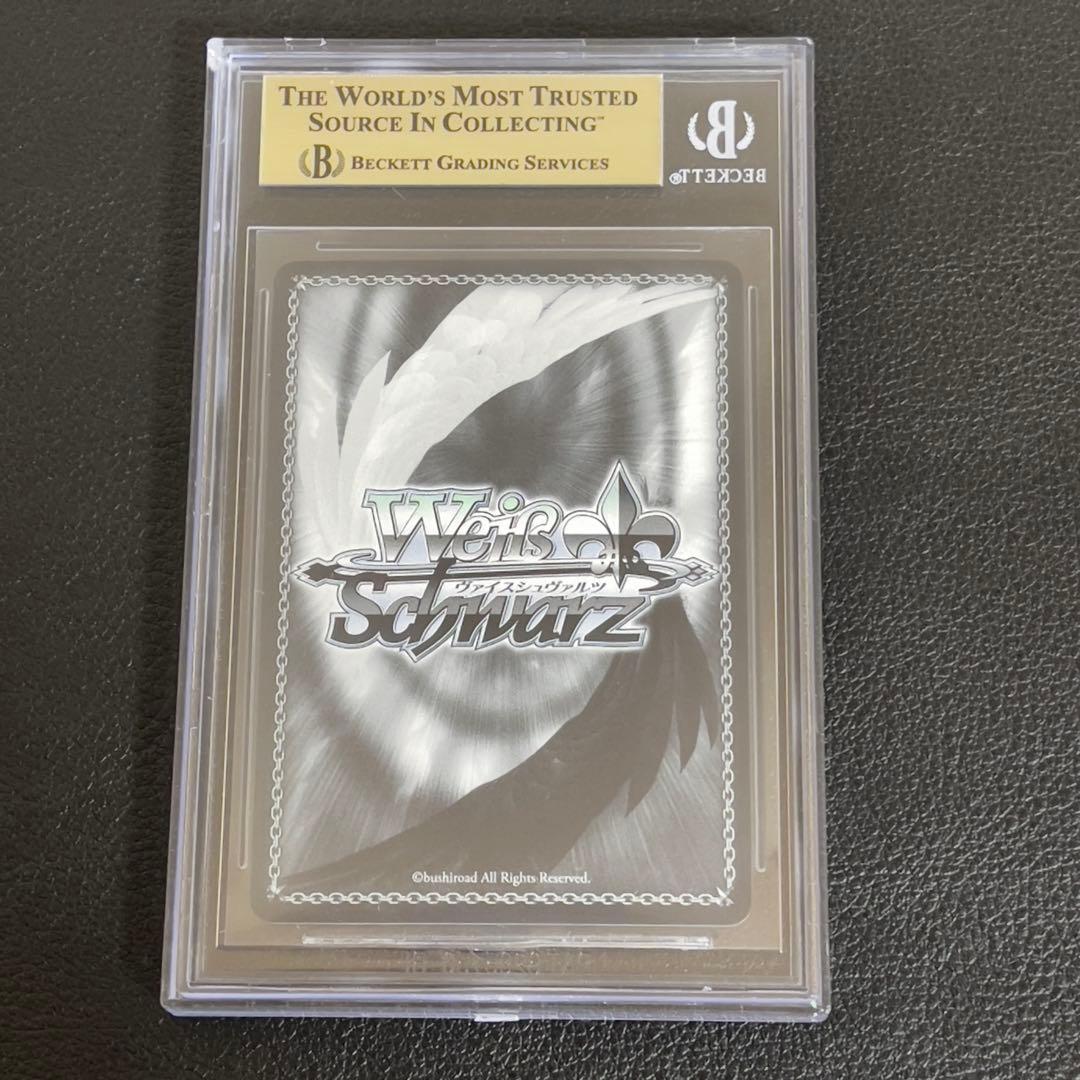 THE WORLD'S MOST TRUSTED
SOURCE IN COLLECTING™
B BECKETT GRADING SERVICES
B
BECKETT®
Weiß
ヴァイスシュヴァルツ
Schwarz
©bushiroad All Rights Reserved.